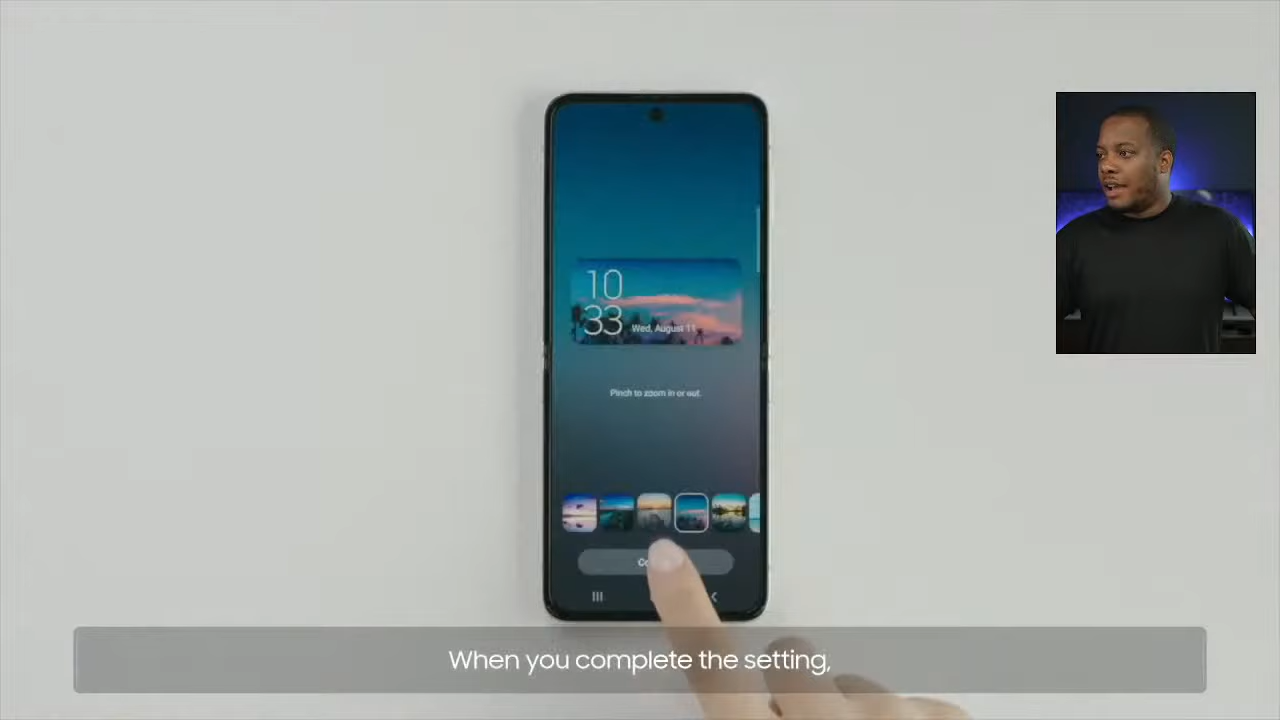 10
33 Wed, August 11
Pinch to zoom in or out.
When you complete the setting,